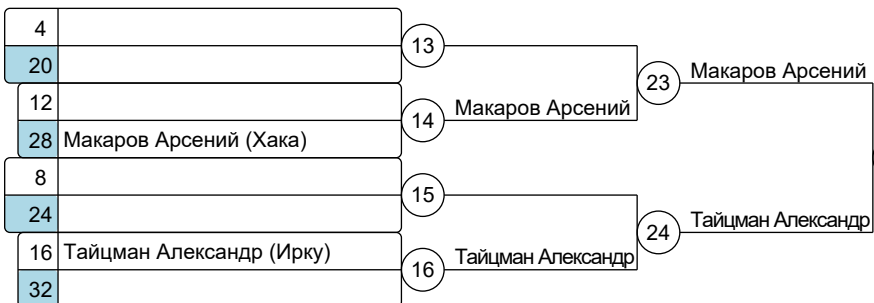 4
13
20
23 Макаров Арсений
12
14 Макаров Арсений
28 Макаров Арсений (Хака)
8
15
24
24 Тайцман Александр
16 Тайцман Александр (Ирку)
16 Тайцман Александр
32